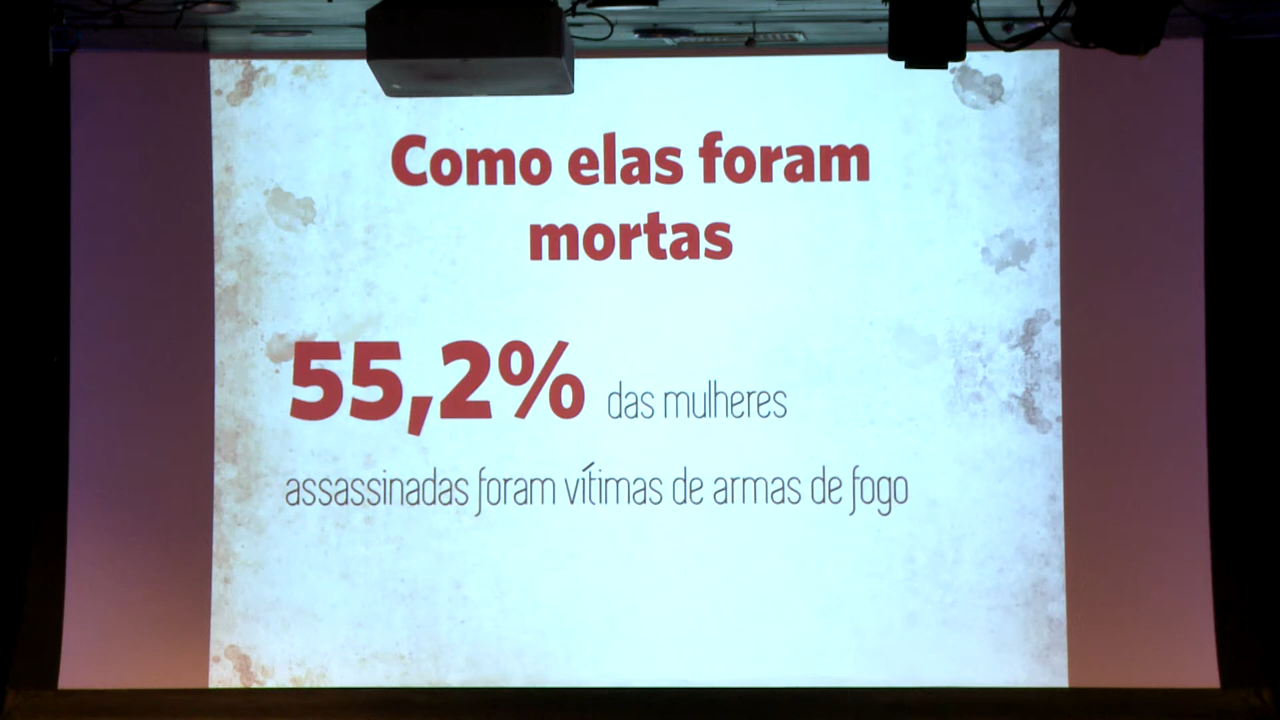 Como elas foram
mortas
55,2% das mulheres
assassinadas foram vítimas de armas de fogo